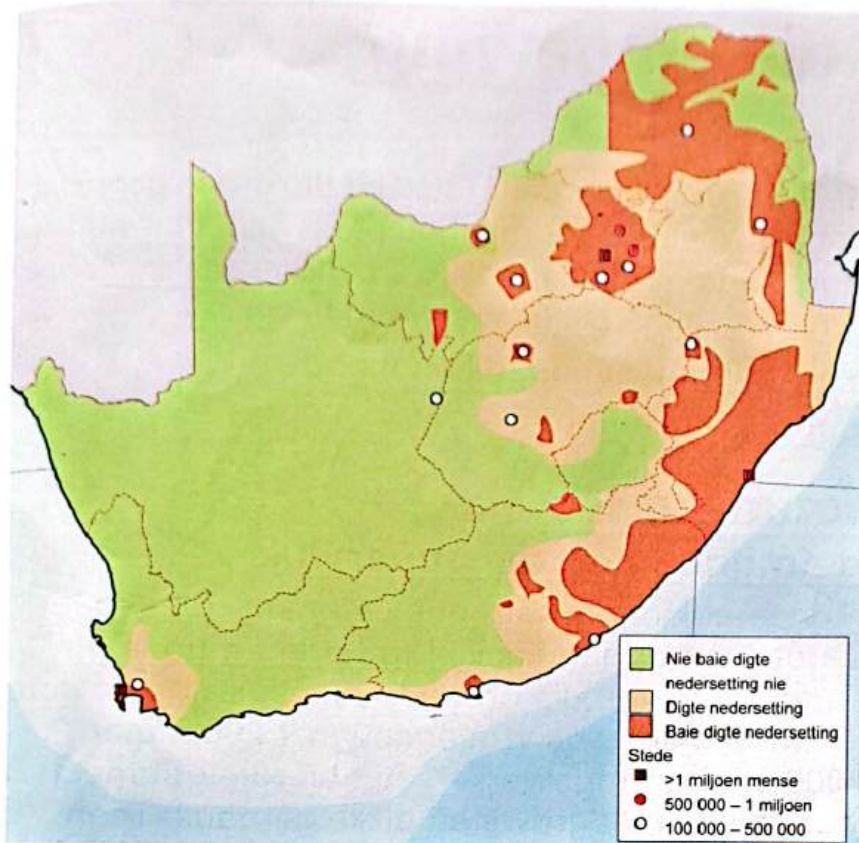 Nie baie digte
nedersetting nie
Digte nedersetting
Baie digte nedersetting
Stede
>1 miljoen mense
500 000 – 1 miljoen
100 000 – 500 000